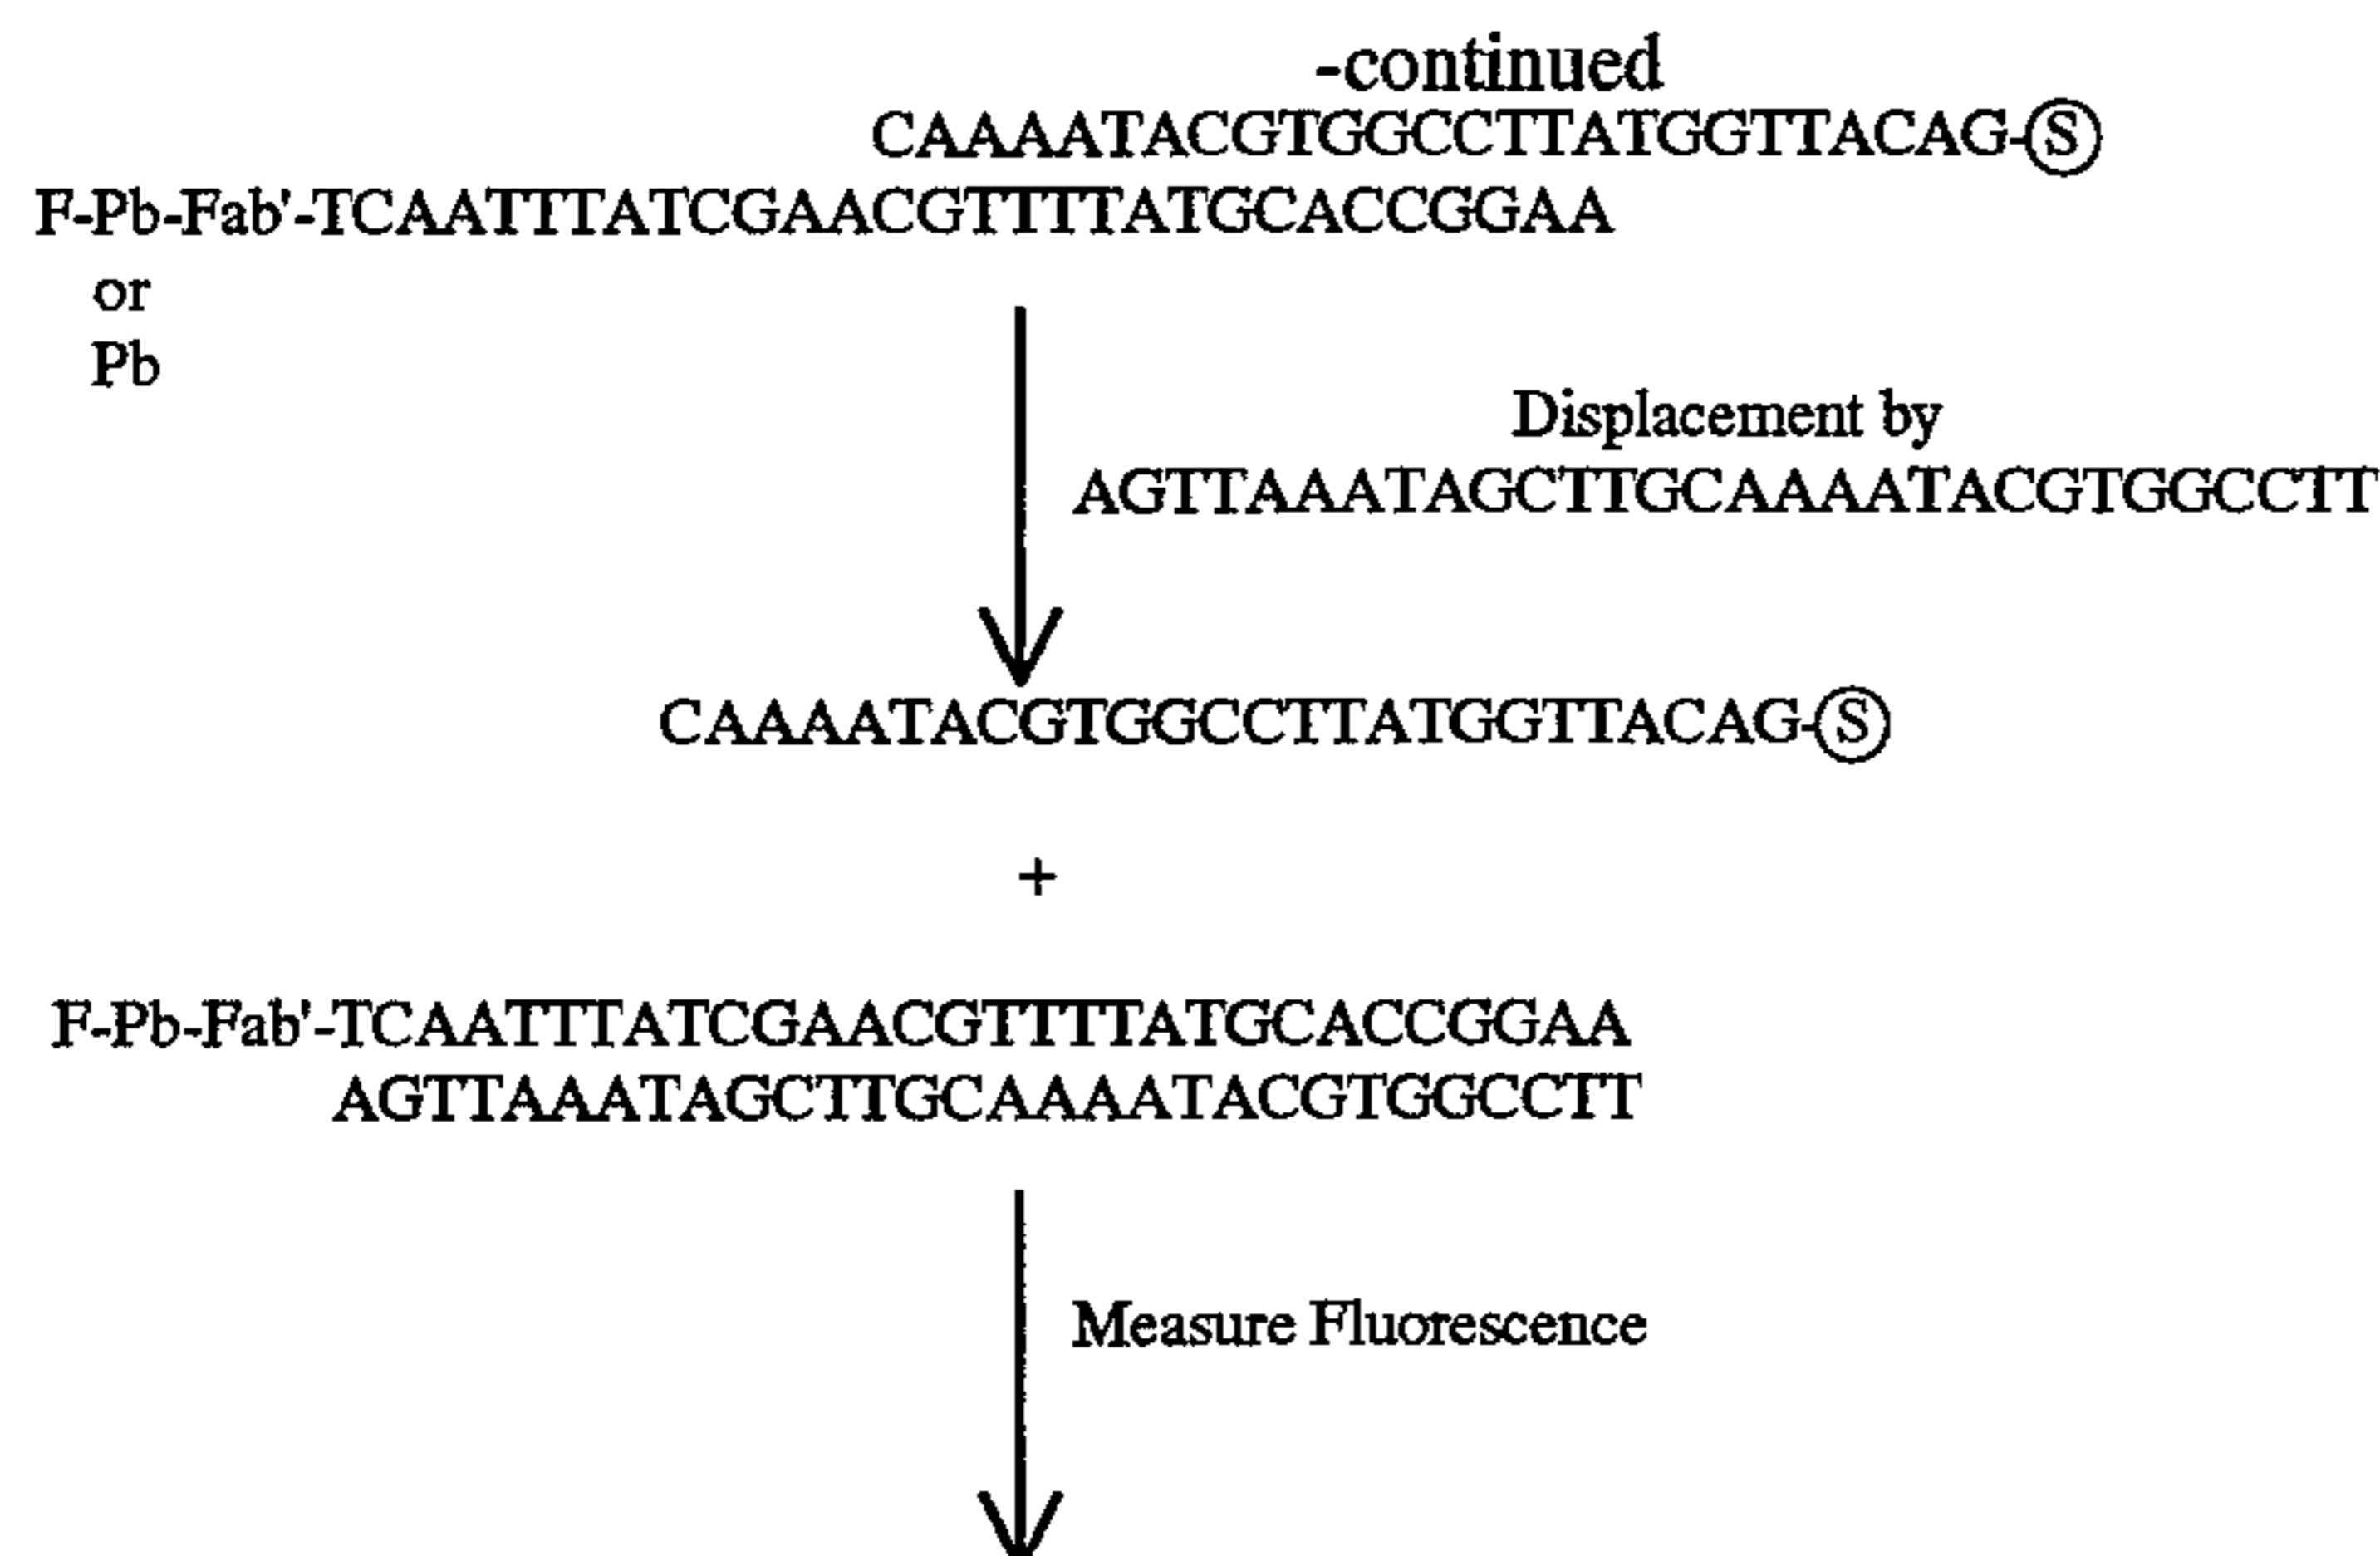 -continued
CAAAATACGTGGCCTTATGGTTACAG-Ⓢ
F-Pb-Fab'-TCAATTTATCGAACGTTTTATGCACCGGAA
or
Pb
Displacement by
AGTTAAATAGCTTGCAAAATACGTGGCCTT
CAAAATACGTGGCCTTATGGTTACAG-Ⓢ
+
F-Pb-Fab'-TCAATTTATCGAACGTTTTATGCACCGGAA
AGTTAAATAGCTTGCAAAATACGTGGCCTT
Measure Fluorescence